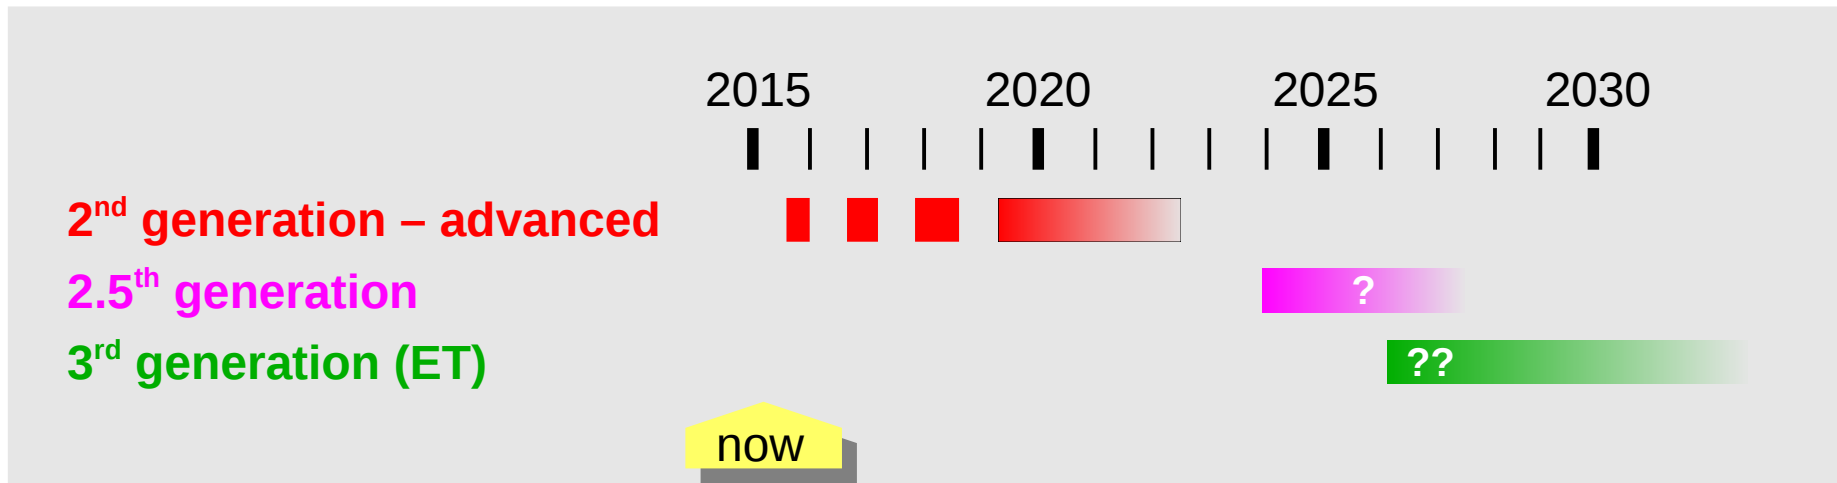 2015 2020 2025 2030
2nd generation – advanced
2.5th generation ?
3rd generation (ET) ??
now